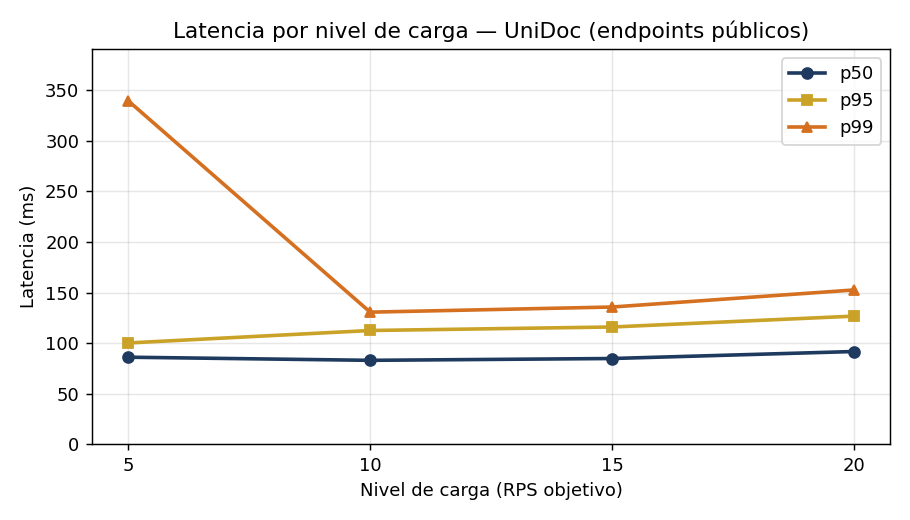 Latencia por nivel de carga — UniDoc (endpoints públicos)
p50
p95
p99
350
300
250
200
150
100
50
0
Latencia (ms)
5 10 15 20
Nivel de carga (RPS objetivo)